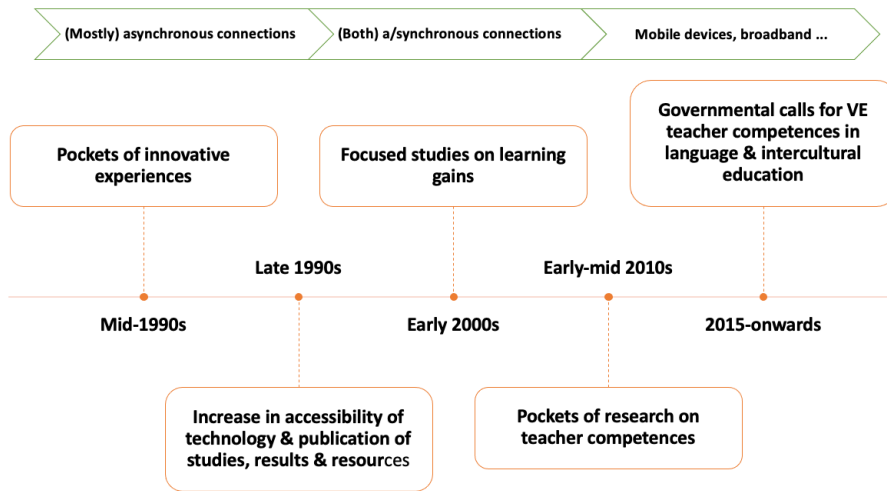 (Mostly) asynchronous connections
(Both) a/synchronous connections
Mobile devices, broadband ...
Pockets of innovative
experiences
Focused studies on learning
gains
Governmental calls for VE
teacher competences in
language & intercultural
education
Late 1990s
Early-mid 2010s
Mid-1990s
Early 2000s
2015-onwards
Increase in accessibility of
technology & publication of
studies, results & resources
Pockets of research on
teacher competences